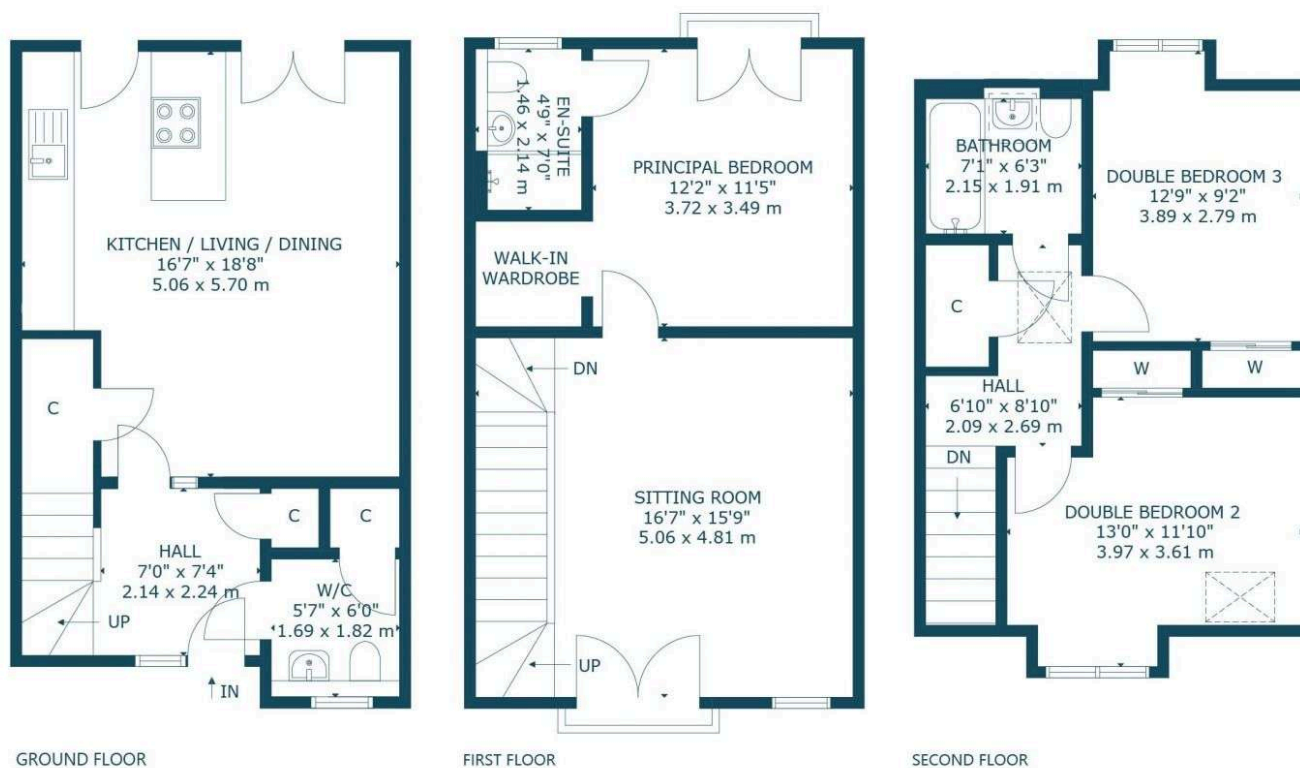 KITCHEN / LIVING / DINING
16'7" x 18'8"
5.06 x 5.70 m
C
C
C
HALL
7'0" x 7'4"
2.14 x 2.24 m
W/C
5'7" x 6'0"
1.69 x 1.82 m
UP
IN
GROUND FLOOR
EN-SUITE
4'9" x 7'0"
1.46 x 2.14 m
PRINCIPAL BEDROOM
12'2" x 11'5"
3.72 x 3.49 m
WALK-IN
WARDROBE
DN
SITTING ROOM
16'7" x 15'9"
5.06 x 4.81 m
UP
FIRST FLOOR
BATHROOM
7'1" x 6'3"
2.15 x 1.91 m
DOUBLE BEDROOM 3
12'9" x 9'2"
3.89 x 2.79 m
C
W
W
HALL
6'10" x 8'10"
2.09 x 2.69 m
DN
DOUBLE BEDROOM 2
13'0" x 11'10"
3.97 x 3.61 m
SECOND FLOOR